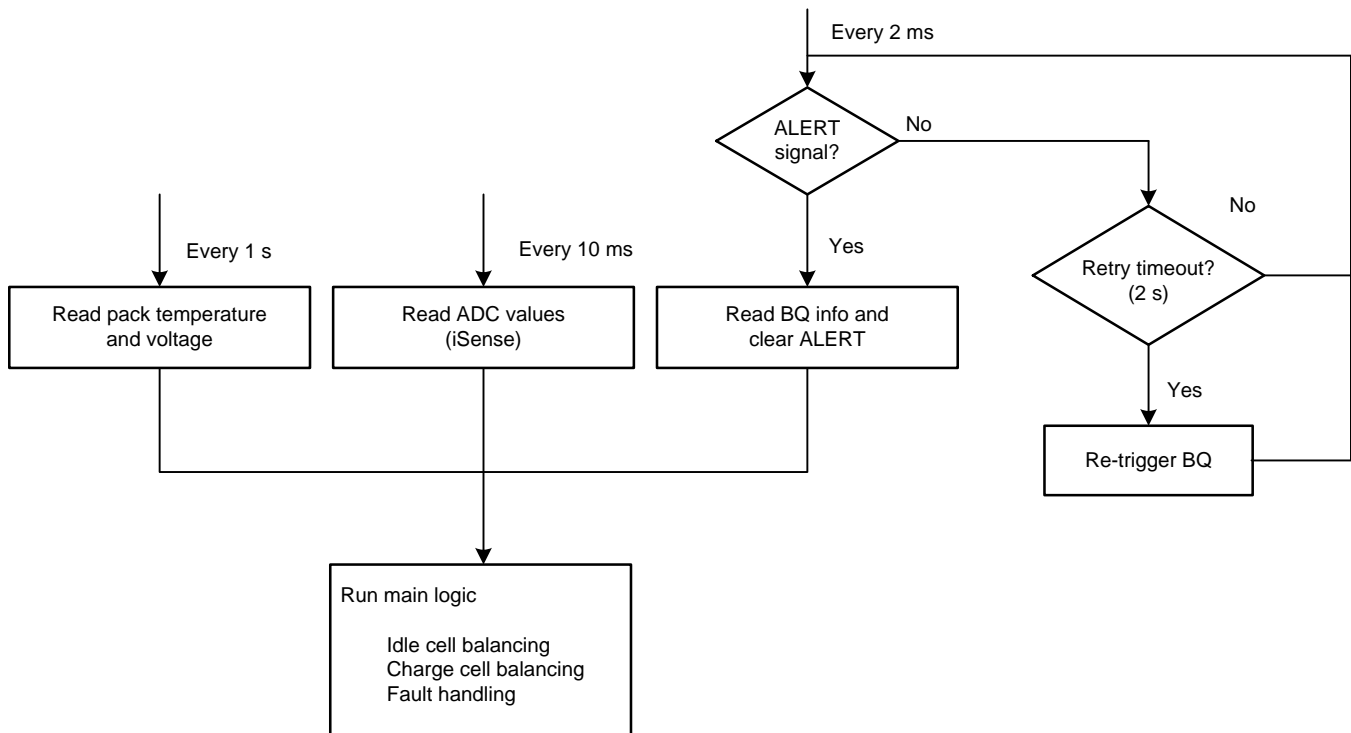 Every 2 ms
ALERT
signal?
No
No
Every 1 s
Every 10 ms
Yes
Retry timeout?
(2 s)
Read pack temperature
and voltage
Read ADC values
(iSense)
Read BQ info and
clear ALERT
Yes
Re-trigger BQ
Run main logic
Idle cell balancing
Charge cell balancing
Fault handling